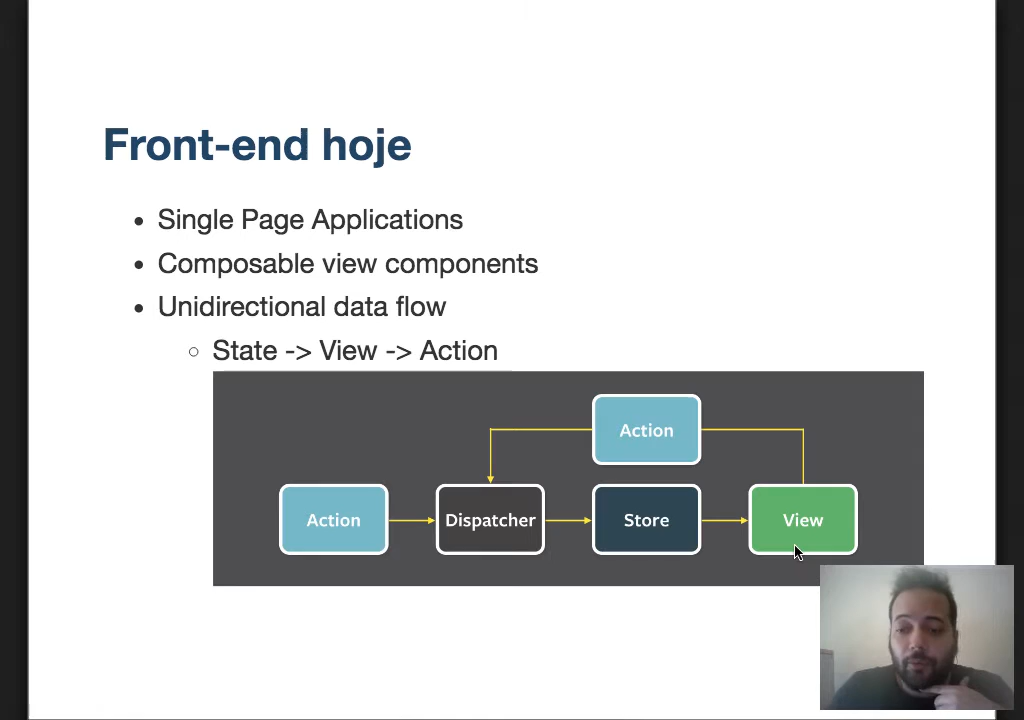 Front-end hoje
• Single Page Applications
• Composable view components
• Unidirectional data flow
○ State -> View -> Action
Action
Action
Dispatcher
Store
View